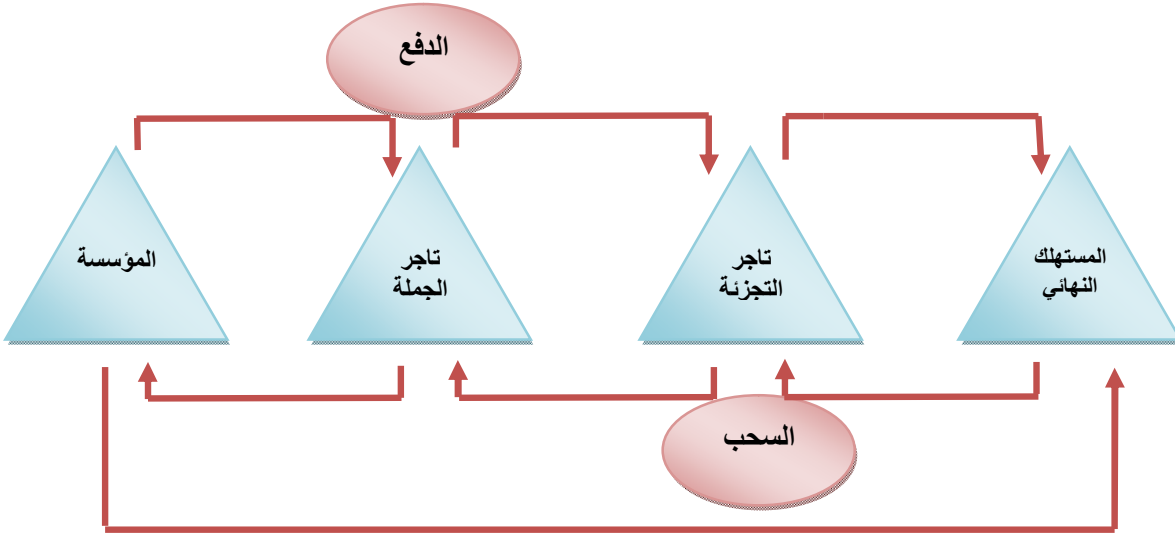 الدفع
المؤسسة
تاجر
الجملة
تاجر
التجزئة
المستهلك
النهائي
السحب